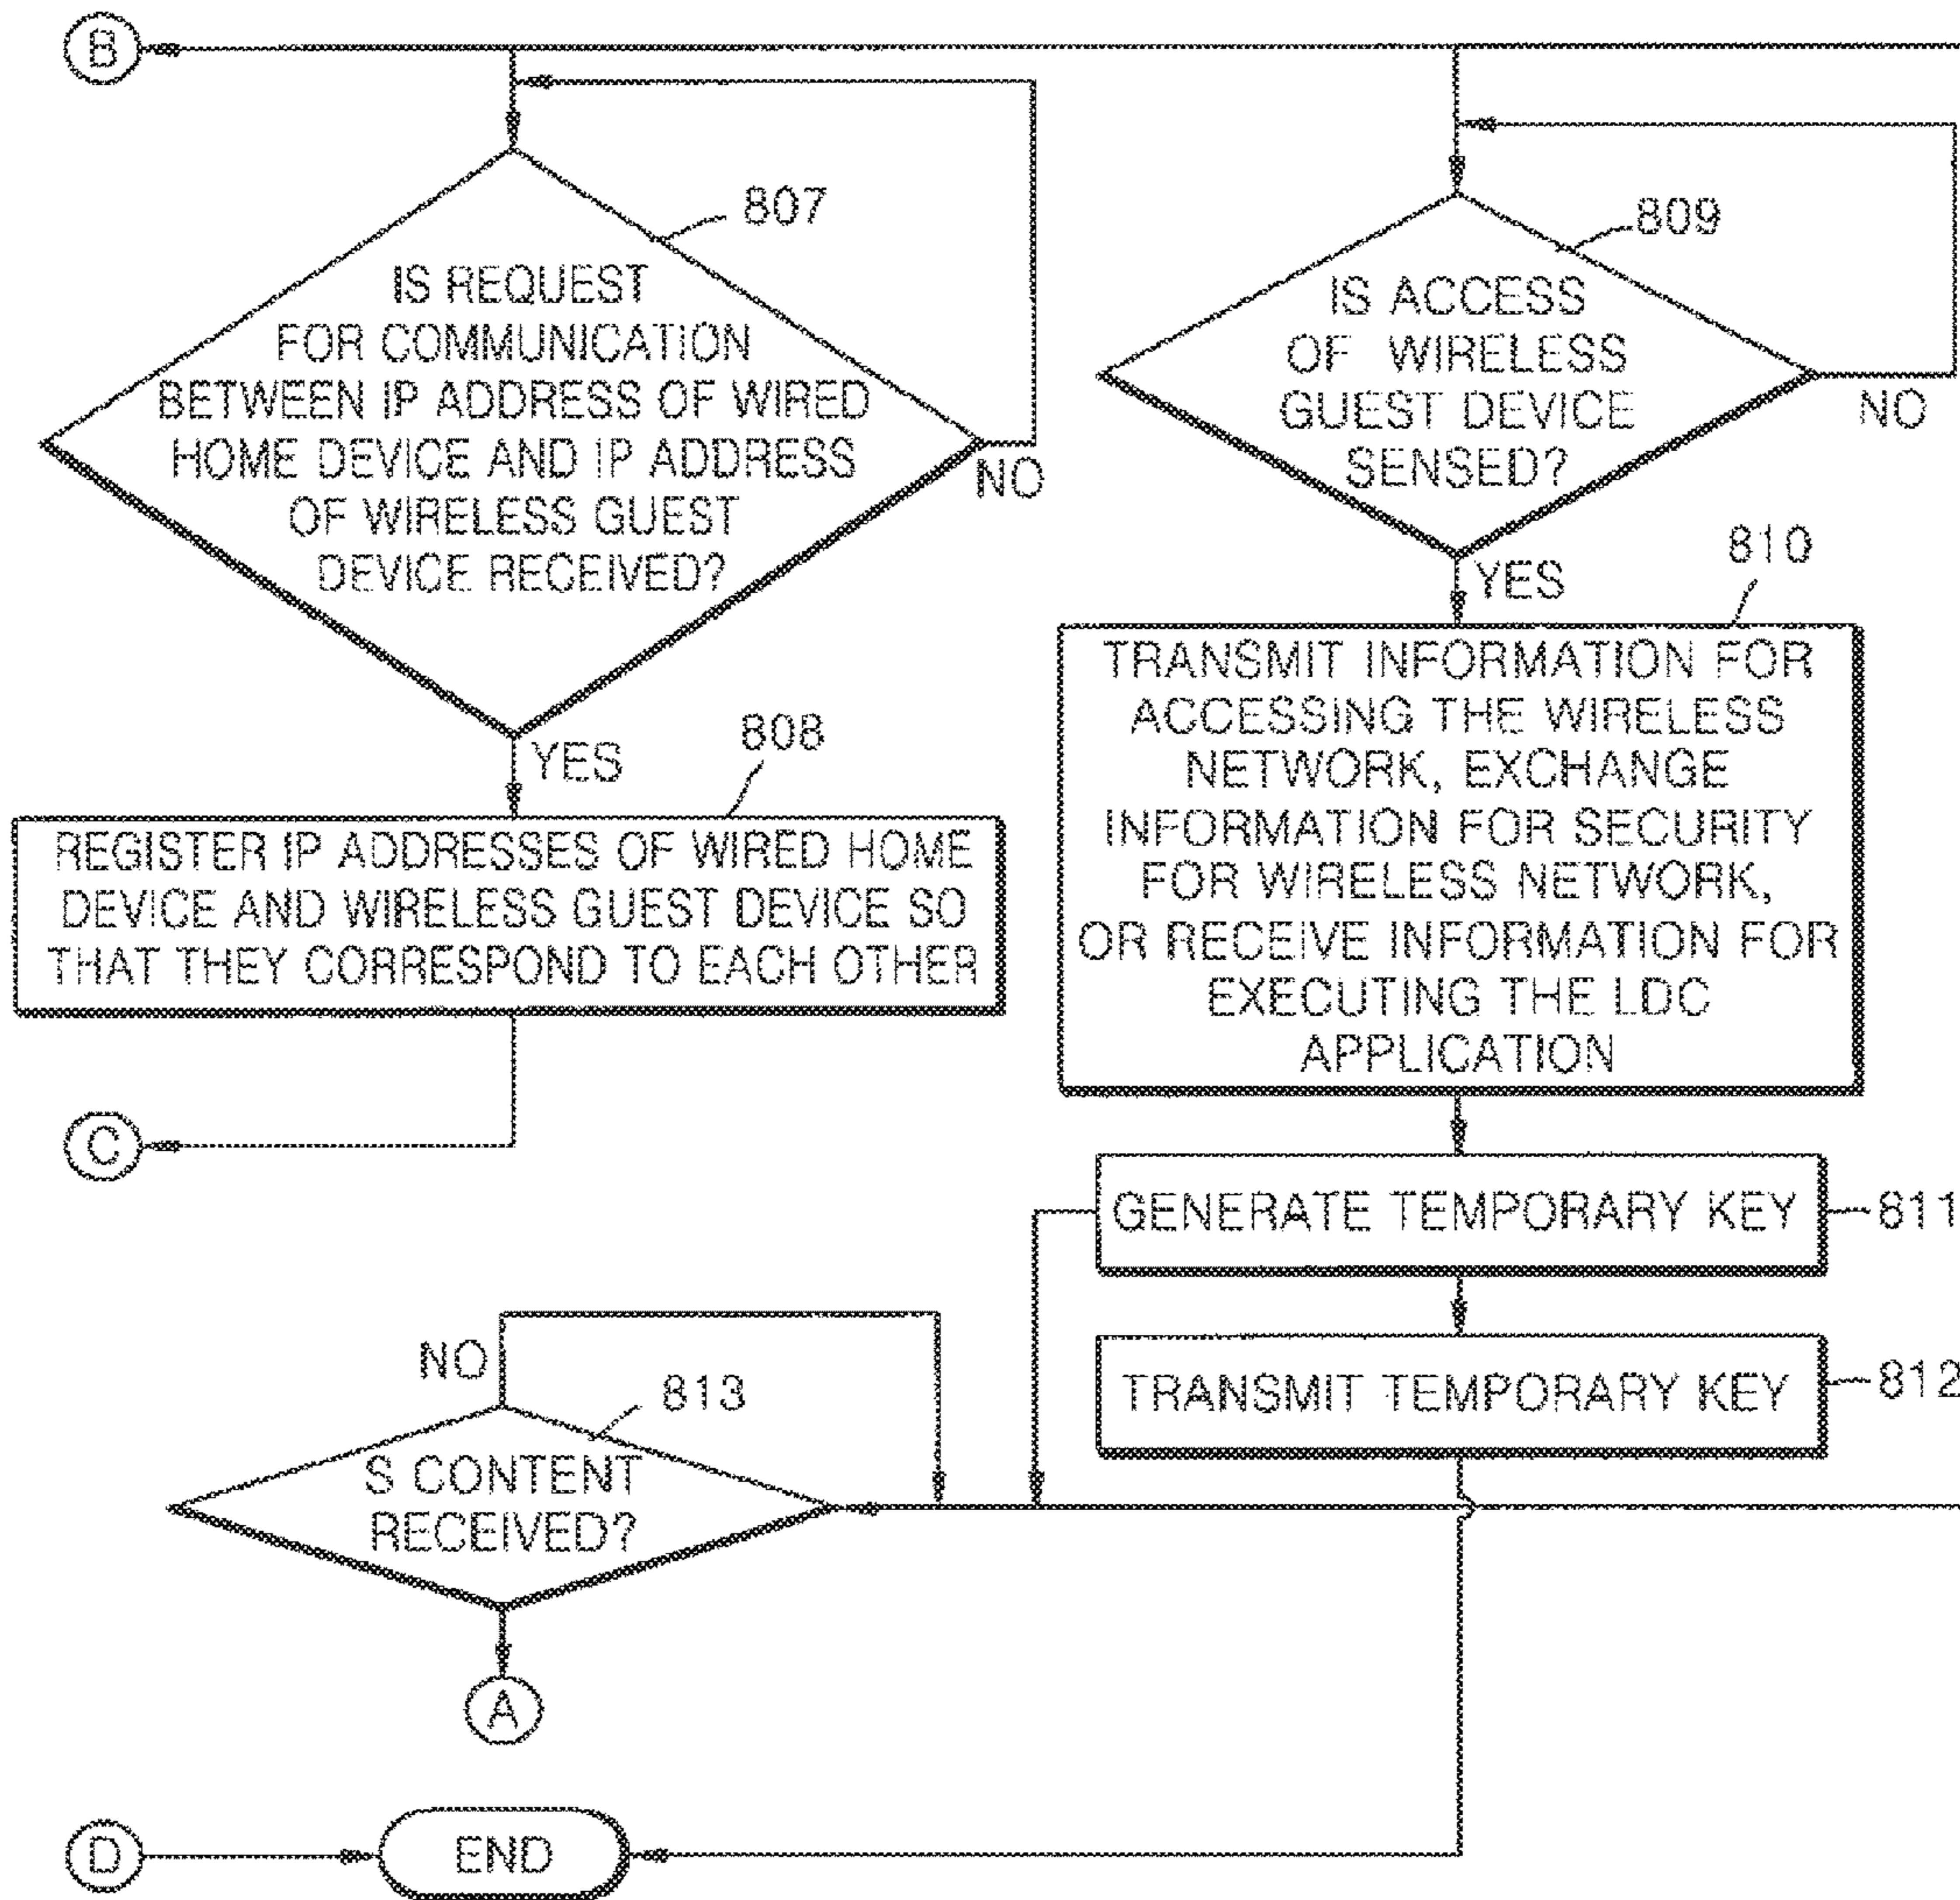 B
807
IS REQUEST
FOR COMMUNICATION
BETWEEN IP ADDRESS OF WIRED
HOME DEVICE AND IP ADDRESS
OF WIRELESS GUEST
DEVICE RECEIVED?
NO
YES
808
REGISTER IP ADDRESSES OF WIRED HOME
DEVICE AND WIRELESS GUEST DEVICE SO
THAT THEY CORRESPOND TO EACH OTHER
C
809
IS ACCESS
OF WIRELESS
GUEST DEVICE
SENSED?
NO
YES
810
TRANSMIT INFORMATION FOR
ACCESSING THE WIRELESS
NETWORK, EXCHANGE
INFORMATION FOR SECURITY
FOR WIRELESS NETWORK,
OR RECEIVE INFORMATION FOR
EXECUTING THE LDC
APPLICATION
GENERATE TEMPORARY KEY
811
TRANSMIT TEMPORARY KEY
812
NO
813
S CONTENT
RECEIVED?
A
D
END